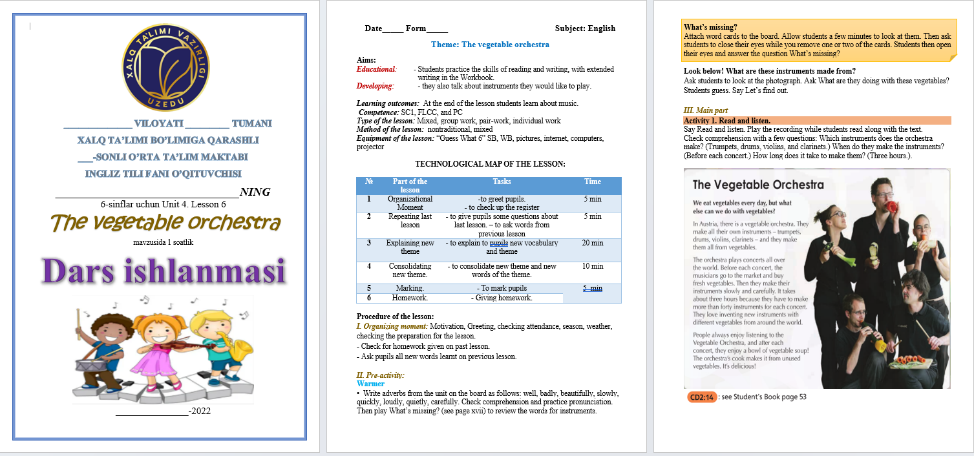 XALQ TA'LIMI VAZIRLIGI
UZEDU
______________ VILOYATI __________ TUMANI
XALQ TA'LIMI BO'LIMIGA QARASHLI
___-SONLI O'RTA TA'LIM MAKTABI
INGLIZ TILI FANI O'QITUVCHISI
______________________________NING
6-sinflar uchun Unit 4. Lesson 6
The vegetable orchestra
mavzusida 1 soatlik
Dars ishlanmasi
_______________-2022
Date_____ Form_____ Subject: English
Theme: The vegetable orchestra
Aims:
Educational: - Students practice the skills of reading and writing, with extended
writing in the Workbook.
Developing: - they also talk about instruments they would like to play.
Learning outcomes: At the end of the lesson students learn about music.
Competence: SC1, FLCC, and PC
Type of the lesson: Mixed, group work, pair-work, individual work
Method of the lesson: nontraditional, mixed
Equipment of the lesson: "Guess What 6" SB, WB, pictures, internet, computers,
projector
TECHNOLOGICAL MAP OF THE LESSON:
№ Part of the lesson Tasks Time
1 Organizational Moment -to greet pupils. - to check up the register 5 min
2 Repeating last lesson - to give pupils some questions about last lesson. – to ask words from previous lesson 5 min
3 Explaining new theme - to explain to pupils new vocabulary and theme 20 min
4 Consolidating new theme. - to consolidate new theme and new words of the theme. 10 min
5 Marking. - To mark pupils 5 min
6 Homework. - Giving homework.
Procedure of the lesson:
I. Organizing moment: Motivation, Greeting, checking attendance, season, weather,
checking the preparation for the lesson.
- Check for homework given on past lesson.
- Ask pupils all new words learnt on previous lesson.
II. Pre-activity:
Warmer
• Write adverbs from the unit on the board as follows: well, badly, beautifully, slowly,
quickly, loudly, quietly, carefully. Check comprehension and practice pronunciation.
Then play What's missing? (see page xvii) to review the words for instruments.
What's missing?
Attach word cards to the board. Allow students a few minutes to look at them. Then ask
students to close their eyes while you remove one or two of the cards. Students then open
their eyes and answer the question What's missing?
Look below! What are these instruments made from?
Ask students to look at the photograph. Ask What are they doing with these vegetables?
Students guess. Say Let's find out.
III. Main part
Activity 1. Read and listen.
Say Read and listen. Play the recording while students read along with the text.
Check comprehension with a few questions: Which instruments does the orchestra
make? (Trumpets, drums, violins, and clarinets.) When do they make the instruments?
(Before each concert.) How long does it take to make them? (Three hours.).
The Vegetable Orchestra
We eat vegetables every day, but what
else can we do with vegetables?
In Austria, there is a vegetable orchestra. They
make all their own instruments – trumpets,
drums, violins, clarinets – and they make
them all from vegetables.
The orchestra plays concerts all over
the world. Before each concert, the
musicians go to the market and buy
fresh vegetables. Then they make their
instruments slowly and carefully. It takes
about three hours because they have to make
more than forty instruments for each concert.
They love inventing new instruments with
different vegetables from around the world.
People always enjoy listening to the
Vegetable Orchestra, and after each
concert, they enjoy a bowl of vegetable soup!
The orchestra's cook makes it from unused
vegetables. It's delicious!
CD2:14 : see Student's Book page 53